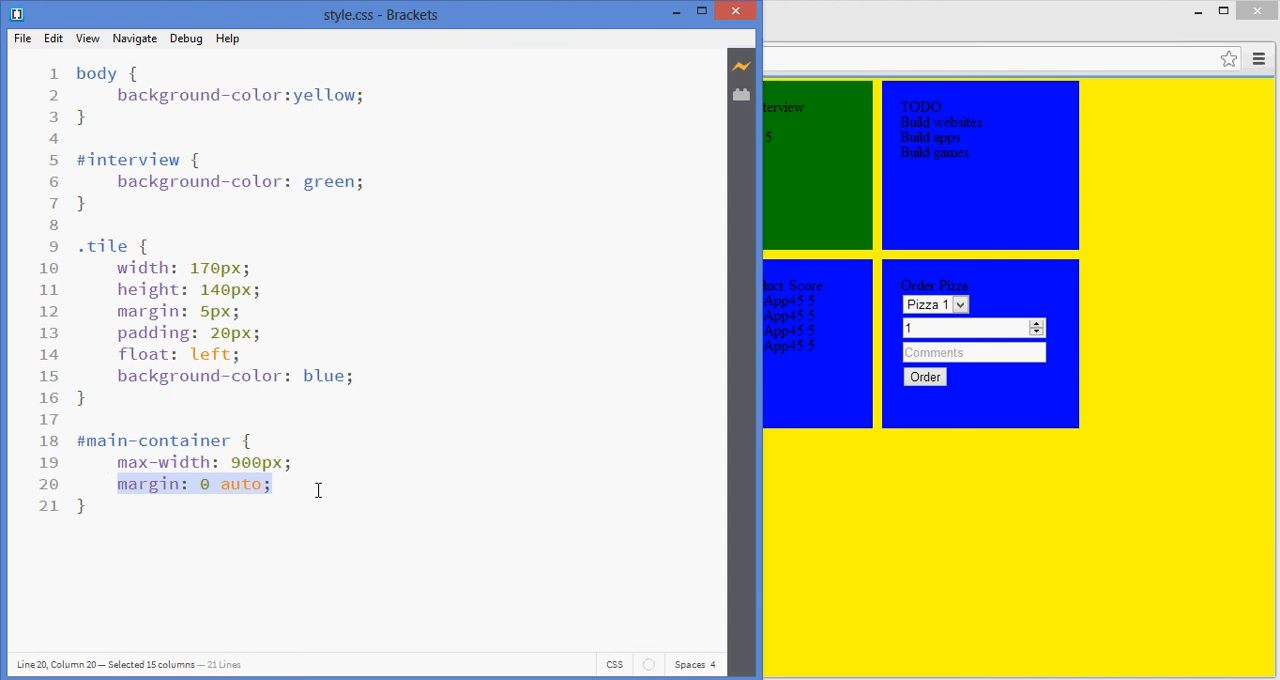 style.css - Brackets
File Edit View Navigate Debug Help
1 body {
2 background-color:yellow;
3 }
4
5 #interview {
6 background-color: green;
7 }
8
9 .tile {
10 width: 170px;
11 height: 140px;
12 margin: 5px;
13 padding: 20px;
14 float: left;
15 background-color: blue;
16 }
17
18 #main-container {
19 max-width: 900px;
20 margin: 0 auto;
21 }
Line 20, Column 20 — Selected 15 columns — 21 Lines
CSS
Spaces 4
terview
5
TODO
Build websites
Build apps
Build games
duct Score
App45.5
App45.5
App45.5
App45.5
Order Pizza
Pizza 1
1
Comments
Order